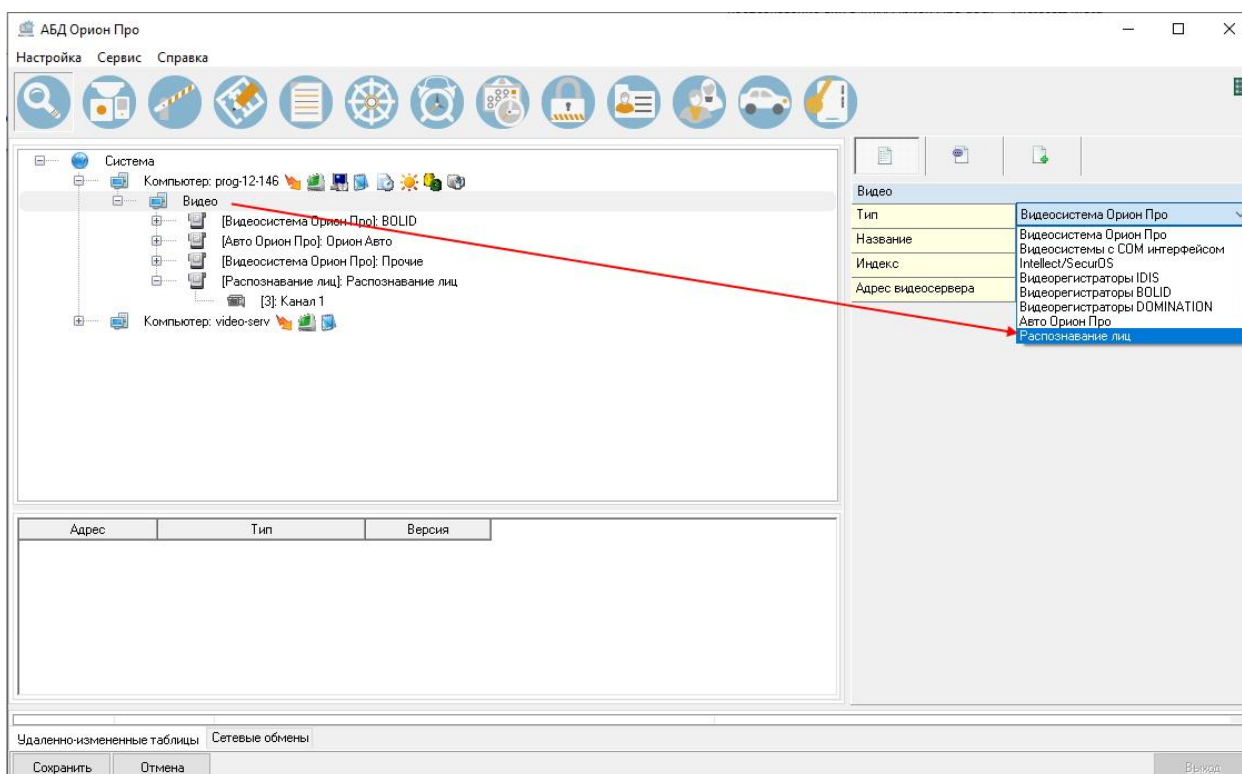 АБД Орион Про
Настройка Сервис Справка
Система
Компьютер: prog-12-146
Видео
[Видеосистема Орион Про]: BOLID
[Авто Орион Про]: Орион Авто
[Видеосистема Орион Про]: Прочие
[Распознавание лиц]: Распознавание лиц
[3]: Канал 1
Компьютер: video-serv
Видео
Тип Видеосистема Орион Про
Название
Индекс
Адрес видеосервера
Видеосистема Орион Про
Видеосистемы с COM интерфейсом
Intellect/SecurOS
Видеорегистраторы IDIS
Видеорегистраторы BOLID
Видеорегистраторы DOMINATION
Авто Орион Про
Распознавание лиц
Адрес Тип Версия
Удаленно-измененные таблицы Сетевые обмены
Сохранить Отмена Выход